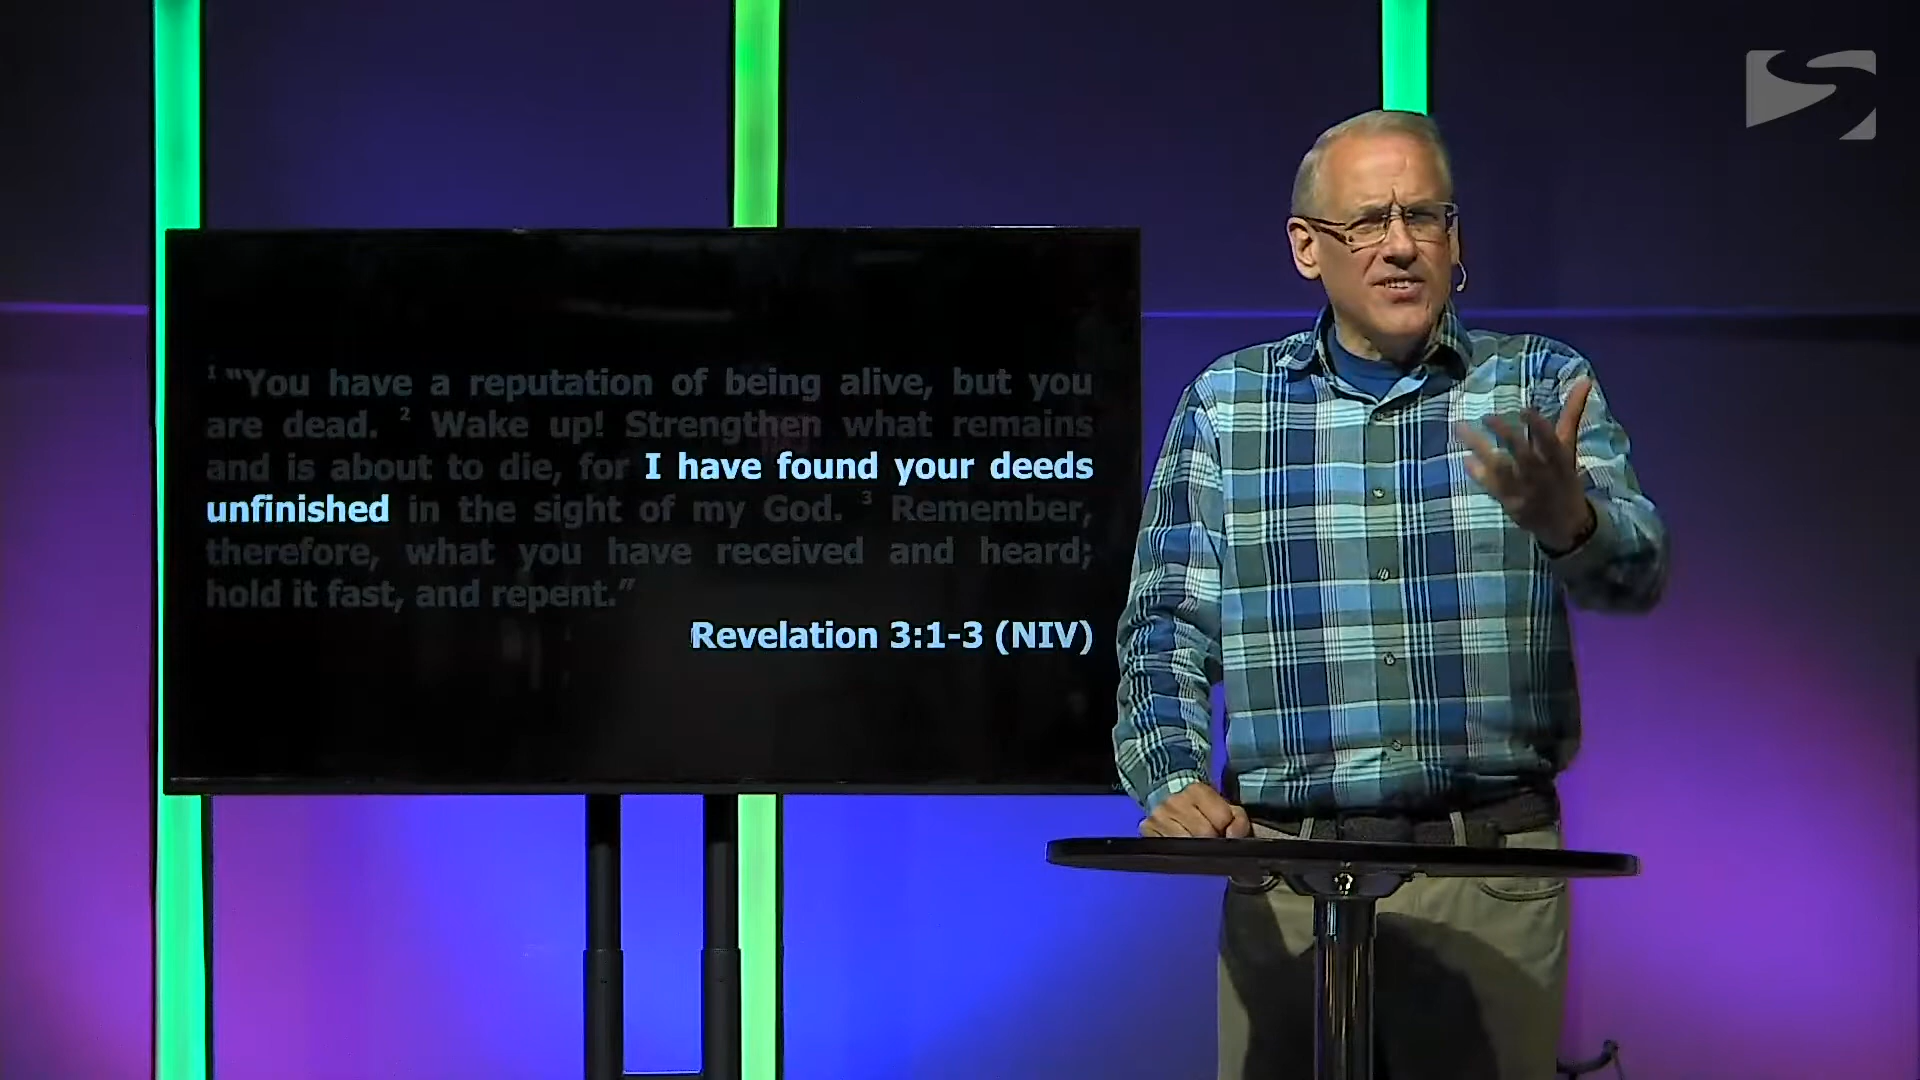 ¹ "You have a reputation of being alive, but you
are dead. ² Wake up! Strengthen what remains
and is about to die, for I have found your deeds
unfinished in the sight of my God. ³ Remember,
therefore, what you have received and heard;
hold it fast, and repent.”
Revelation 3:1-3 (NIV)